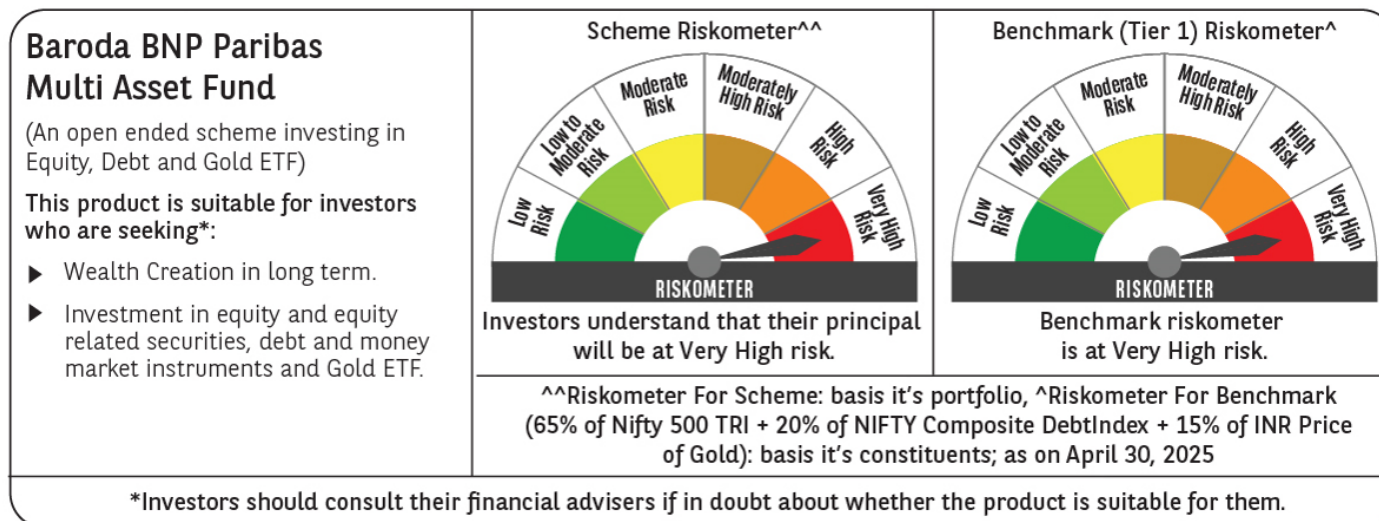 Baroda BNP Paribas
Multi Asset Fund
(An open ended scheme investing in
Equity, Debt and Gold ETF)
This product is suitable for investors
who are seeking*:
▶ Wealth Creation in long term.
▶ Investment in equity and equity
related securities, debt and money
market instruments and Gold ETF.
Scheme Riskometer^^
Low
Risk
Low to
Moderate
Risk
Moderate
Risk
Moderately
High Risk
High
Risk
Very High
Risk
RISKOMETER
Investors understand that their principal
will be at Very High risk.
Benchmark (Tier 1) Riskometer^
Low
Risk
Low to
Moderate
Risk
Moderate
Risk
Moderately
High Risk
High
Risk
Very High
Risk
RISKOMETER
Benchmark riskometer
is at Very High risk.
^^Riskometer For Scheme: basis it's portfolio, ^Riskometer For Benchmark
(65% of Nifty 500 TRI + 20% of NIFTY Composite DebtIndex + 15% of INR Price
of Gold): basis it's constituents; as on April 30, 2025
*Investors should consult their financial advisers if in doubt about whether the product is suitable for them.